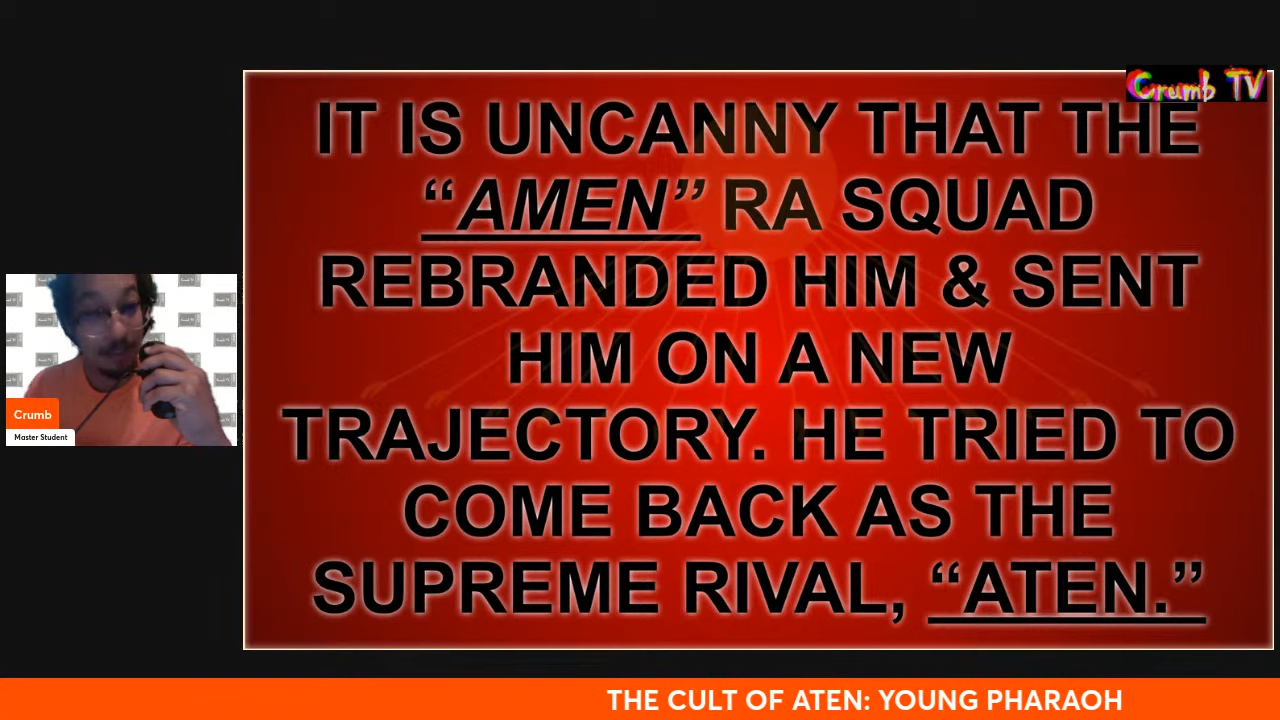 Crumb TV
IT IS UNCANNY THAT THE
“AMEN” RA SQUAD
REBRANDED HIM & SENT
HIM ON A NEW
TRAJECTORY. HE TRIED TO
COME BACK AS THE
SUPREME RIVAL, “ATEN.”
Crumb
Master Student
THE CULT OF ATEN: YOUNG PHARAOH